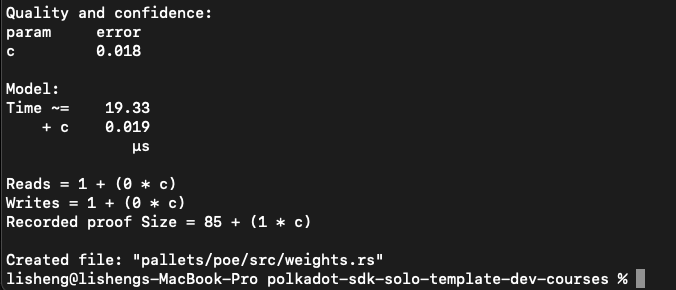 Quality and confidence:
param     error
c         0.018
Model:
Time ~=    19.33
    + c    0.019
              µs
Reads = 1 + (0 * c)
Writes = 1 + (0 * c)
Recorded proof Size = 85 + (1 * c)
Created file: "pallets/poe/src/weights.rs"
lisheng@lishengs-MacBook-Pro polkadot-sdk-solo-template-dev-courses %